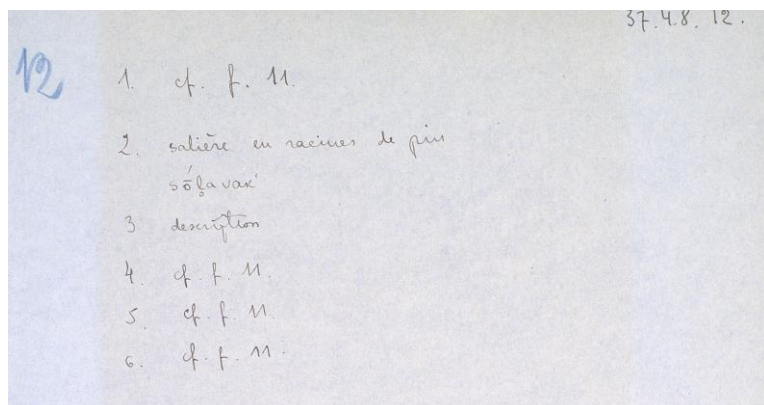 37.4.8.12.
12
1. cf. f. 11.
2. salière en racines de pin
3 description
4. cf. f. 11.
5. cf. f. 11.
6. cf. f. 11.